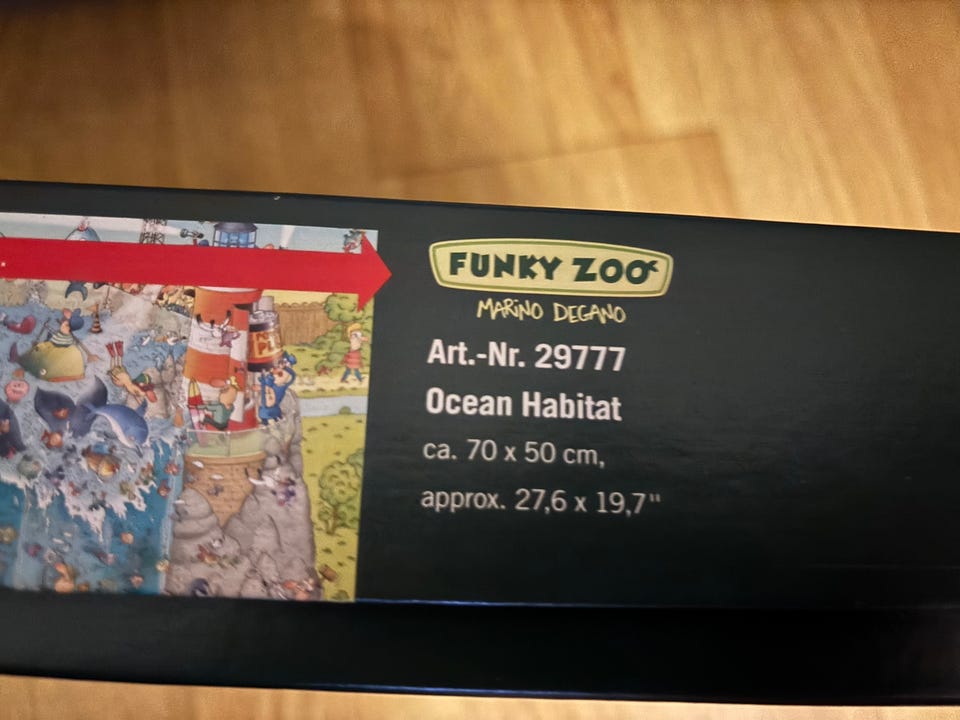 FUNKY ZOO
MARINO DEGANO
Art.-Nr. 29777
Ocean Habitat
ca. 70 x 50 cm,
approx. 27,6 x 19,7"